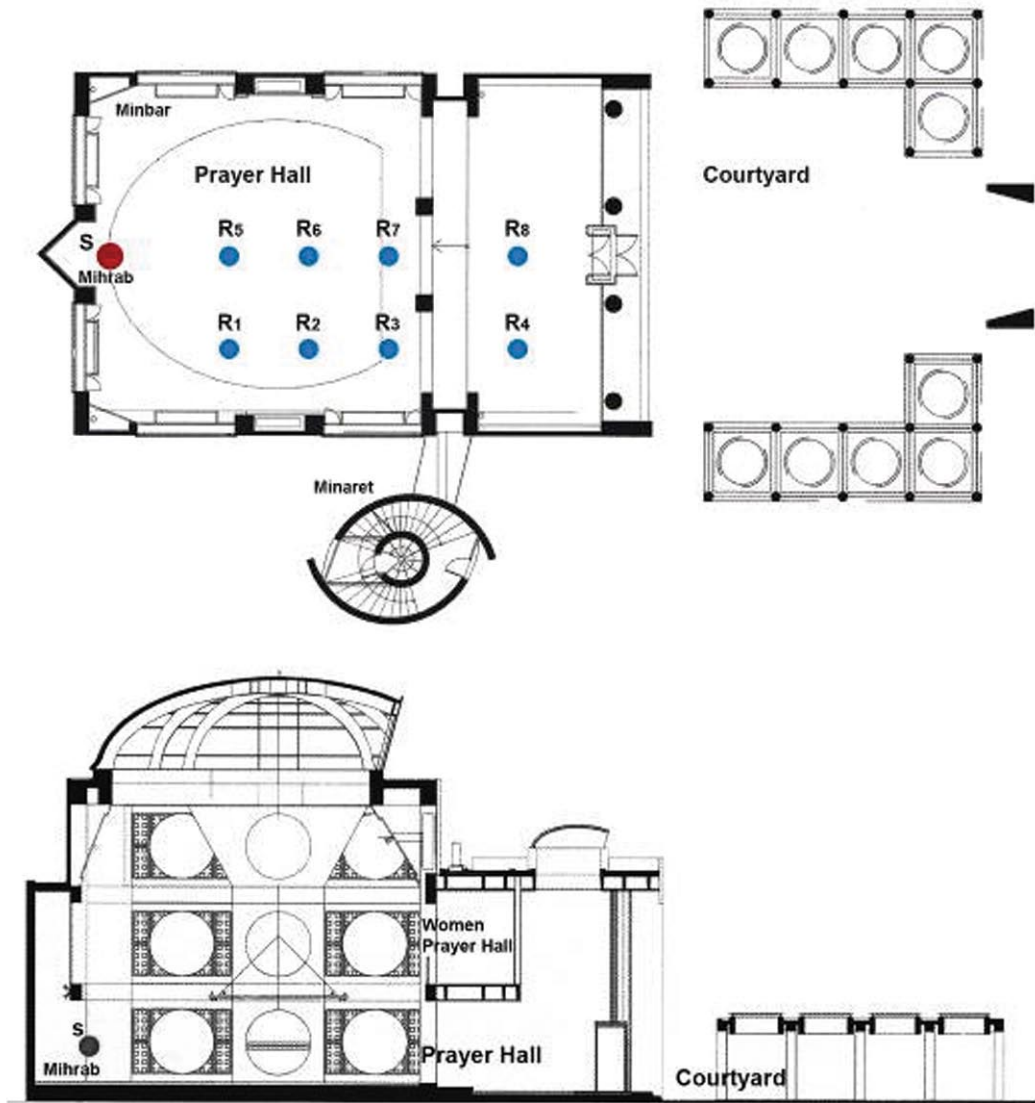 Minbar
Prayer Hall
Courtyard
S
Mihrab
R5
R6
R7
R8
R1
R2
R3
R4
Minaret
Women
Prayer Hall
S
Mihrab
Prayer Hall
Courtyard